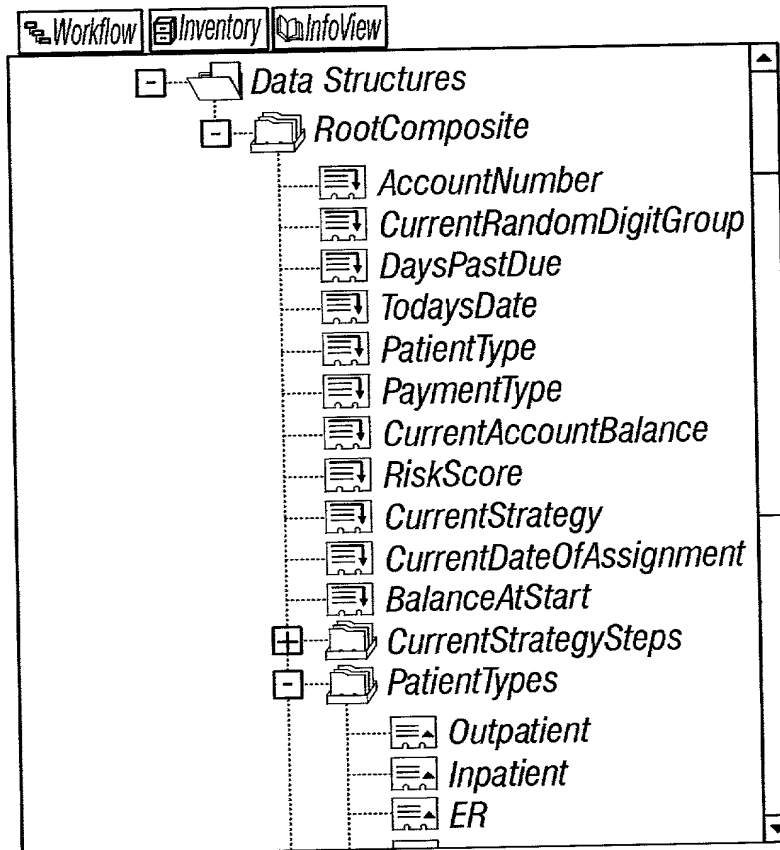 Workflow Inventory InfoView
Data Structures
RootComposite
AccountNumber
CurrentRandomDigitGroup
DaysPastDue
TodaysDate
PatientType
PaymentType
CurrentAccountBalance
RiskScore
CurrentStrategy
CurrentDateOfAssignment
BalanceAtStart
CurrentStrategySteps
PatientTypes
Outpatient
Inpatient
ER